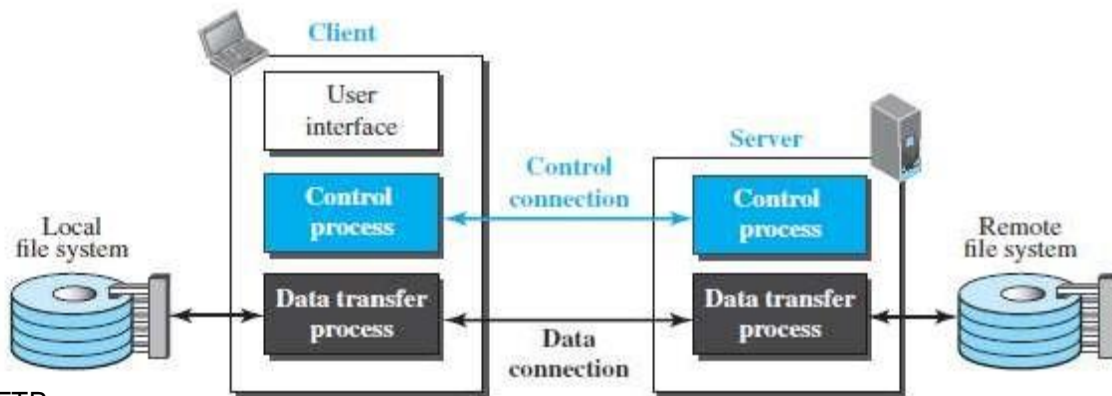 Client
User
interface
Server
Control
connection
Control
process
Control
process
Local
file system
Remote
file system
Data transfer
process
Data transfer
process
Data
connection